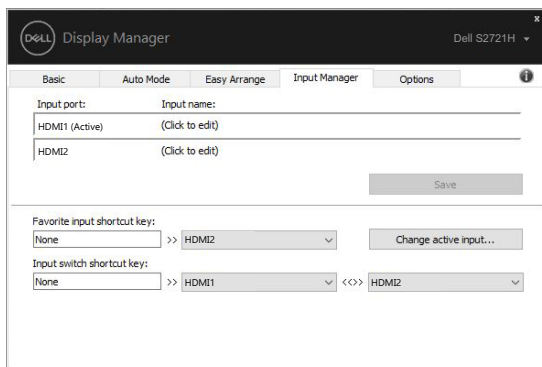 x
DELL Display Manager
Dell S2721H
Basic Auto Mode Easy Arrange Input Manager Options i
Input port: Input name:
HDMI1 (Active) (Click to edit)
HDMI2 (Click to edit)
Save
Favorite input shortcut key:
None >> HDMI2 Change active input...
Input switch shortcut key:
None >> HDMI1 <<>> HDMI2